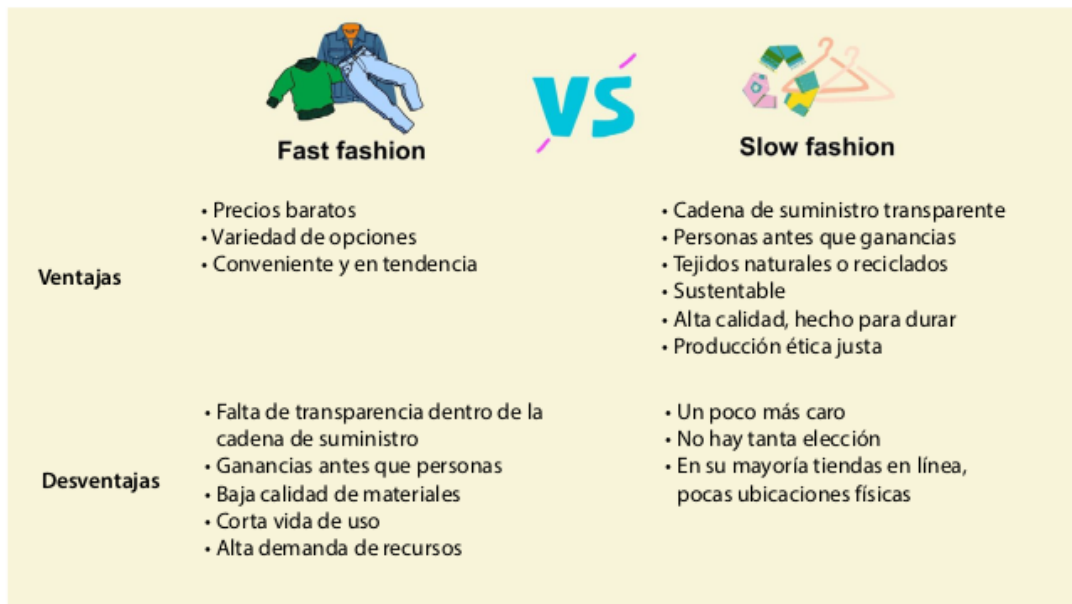 VS
Fast fashion
Slow fashion
Ventajas
• Precios baratos
• Variedad de opciones
• Conveniente y en tendencia
• Cadena de suministro transparente
• Personas antes que ganancias
• Tejidos naturales o reciclados
• Sustentable
• Alta calidad, hecho para durar
• Producción ética justa
Desventajas
• Falta de transparencia dentro de la
cadena de suministro
• Ganancias antes que personas
• Baja calidad de materiales
• Corta vida de uso
• Alta demanda de recursos
• Un poco más caro
• No hay tanta elección
• En su mayoría tiendas en línea,
pocas ubicaciones físicas